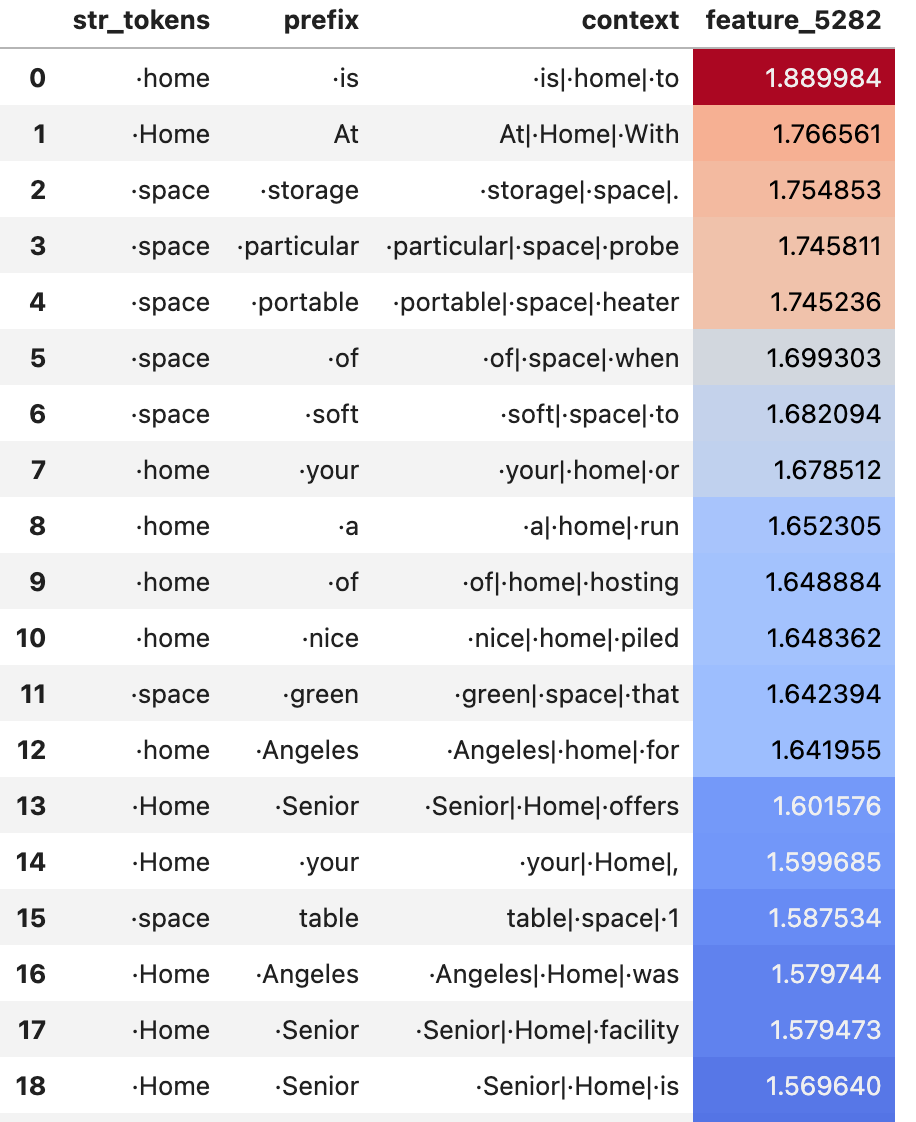 str_tokens prefix context feature_5282
0 ·home ·is ·is|·home|·to 1.889984
1 ·Home At At|·Home|·With 1.766561
2 ·space ·storage ·storage|·space|. 1.754853
3 ·space ·particular ·particular|·space|·probe 1.745811
4 ·space ·portable ·portable|·space|·heater 1.745236
5 ·space ·of ·of|·space|·when 1.699303
6 ·space ·soft ·soft|·space|·to 1.682094
7 ·home ·your ·your|·home|·or 1.678512
8 ·home ·a ·a|·home|·run 1.652305
9 ·home ·of ·of|·home|·hosting 1.648884
10 ·home ·nice ·nice|·home|·piled 1.648362
11 ·space ·green ·green|·space|·that 1.642394
12 ·home ·Angeles ·Angeles|·home|·for 1.641955
13 ·Home ·Senior ·Senior|·Home|·offers 1.601576
14 ·Home ·your ·your|·Home|, 1.599685
15 ·space table table|·space|·1 1.587534
16 ·Home ·Angeles ·Angeles|·Home|·was 1.579744
17 ·Home ·Senior ·Senior|·Home|·facility 1.579473
18 ·Home ·Senior ·Senior|·Home|·is 1.569640